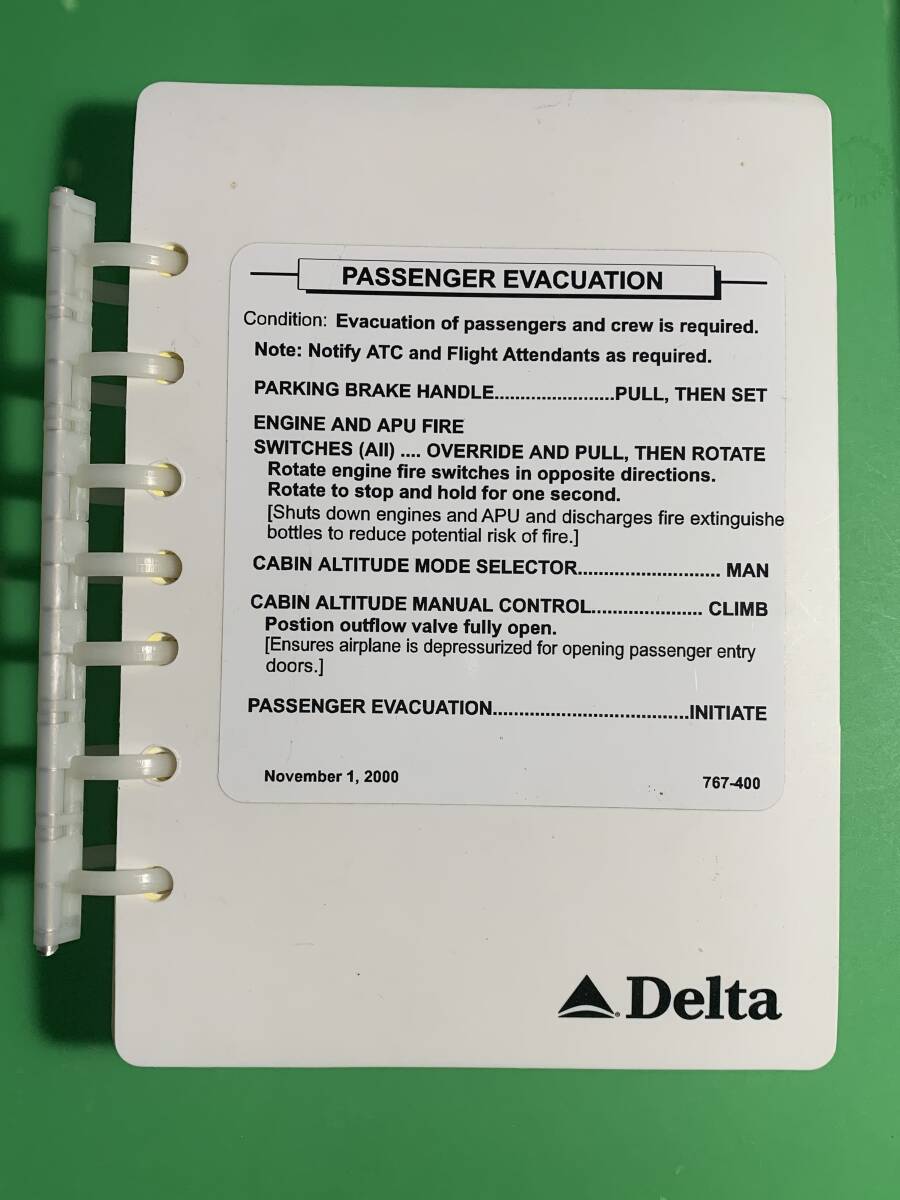 PASSENGER EVACUATION
Condition: Evacuation of passengers and crew is required.
Note: Notify ATC and Flight Attendants as required.
PARKING BRAKE HANDLE.......................PULL, THEN SET
ENGINE AND APU FIRE
SWITCHES (All) .... OVERRIDE AND PULL, THEN ROTATE
Rotate engine fire switches in opposite directions.
Rotate to stop and hold for one second.
[Shuts down engines and APU and discharges fire extinguishe
bottles to reduce potential risk of fire.]
CABIN ALTITUDE MODE SELECTOR........................... MAN
CABIN ALTITUDE MANUAL CONTROL..................... CLIMB
Postion outflow valve fully open.
[Ensures airplane is depressurized for opening passenger entry
doors.]
PASSENGER EVACUATION.....................................INITIATE
November 1, 2000 767-400
Delta